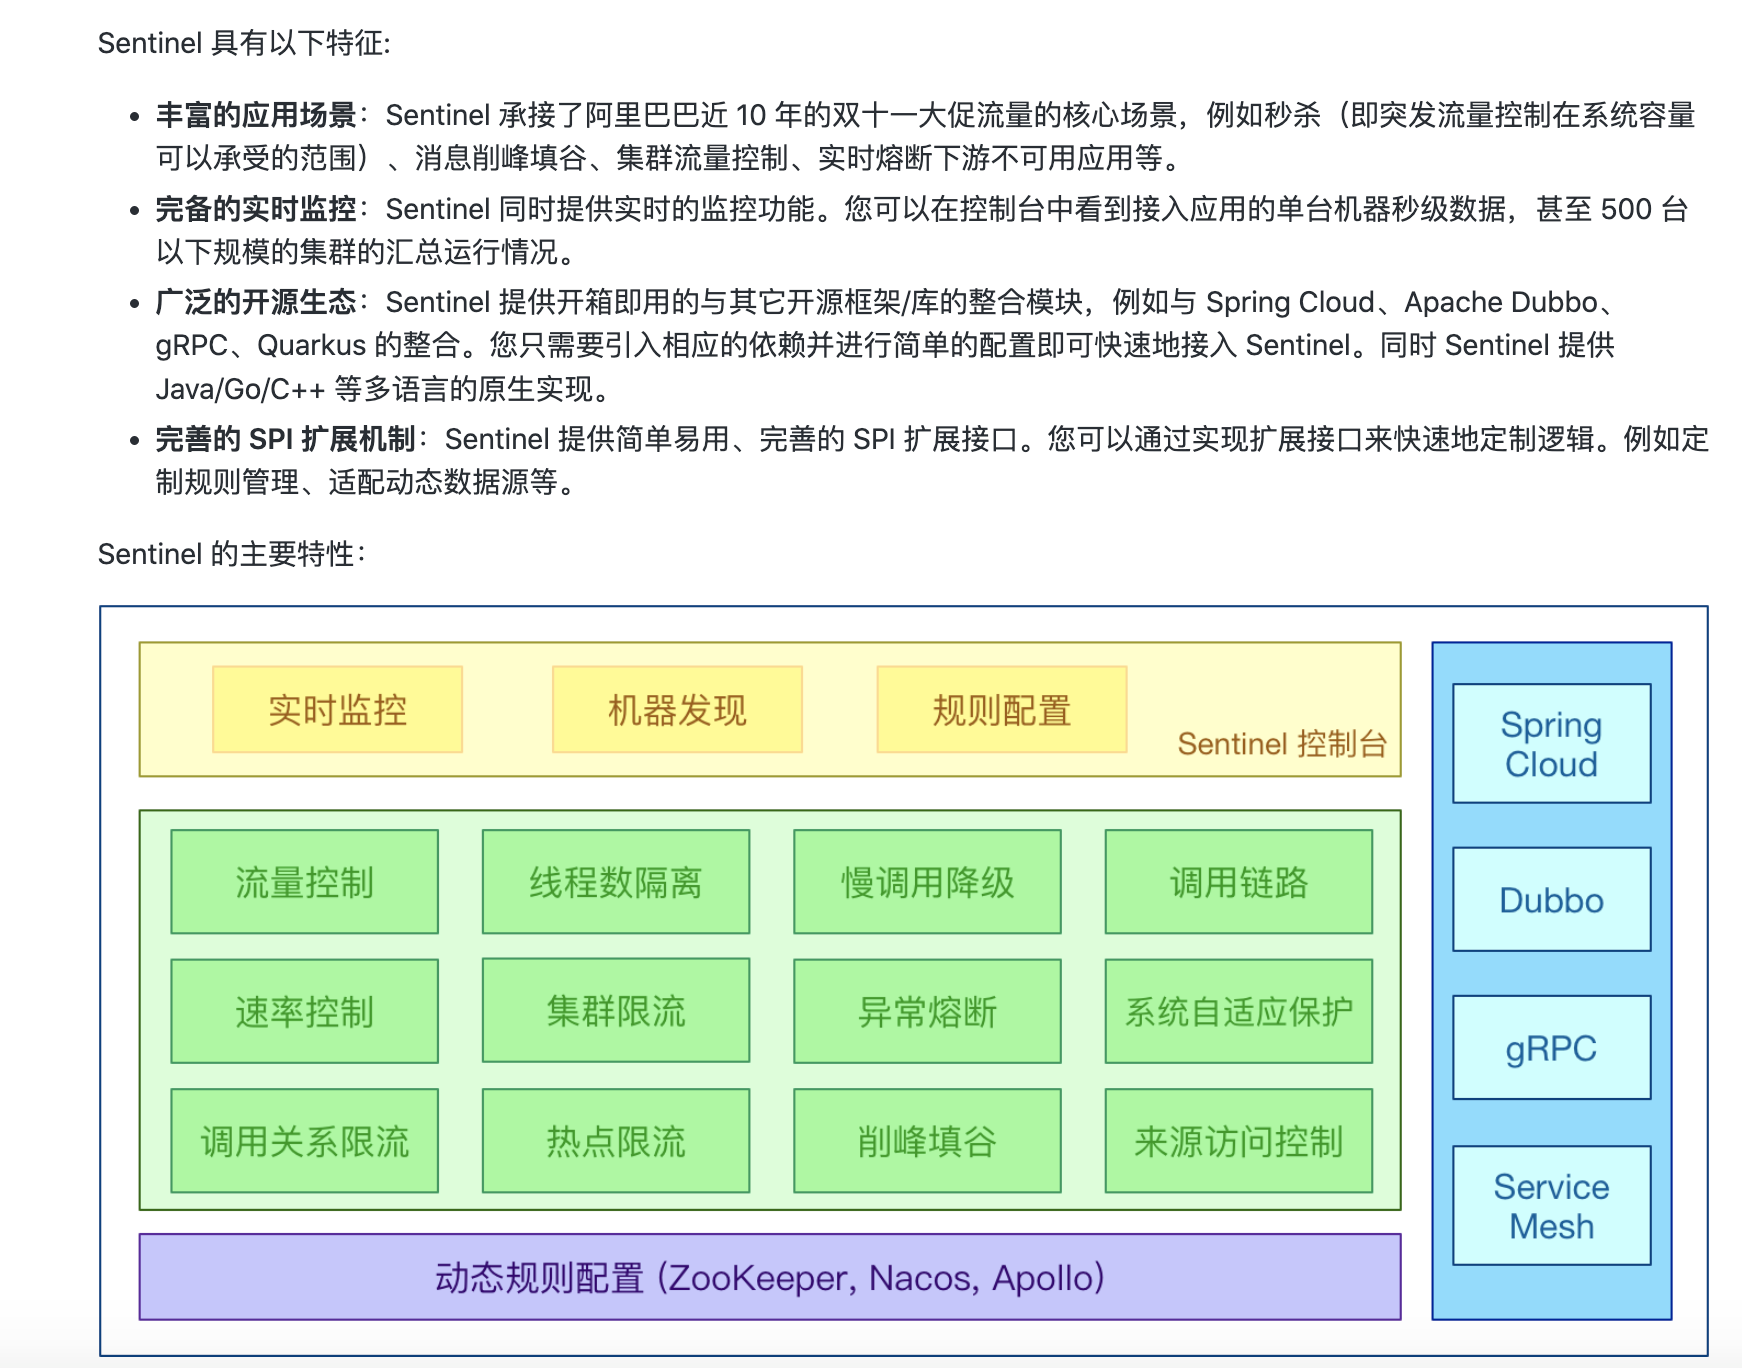 Sentinel 具有以下特征:
• 丰富的应用场景：Sentinel 承接了阿里巴巴近 10 年的双十一大促流量的核心场景，例如秒杀（即突发流量控制在系统容量
可以承受的范围）、消息削峰填谷、集群流量控制、实时熔断下游不可用应用等。
• 完备的实时监控：Sentinel 同时提供实时的监控功能。您可以在控制台中看到接入应用的单台机器秒级数据，甚至 500 台
以下规模的集群的汇总运行情况。
• 广泛的开源生态：Sentinel 提供开箱即用的与其它开源框架/库的整合模块，例如与 Spring Cloud、Apache Dubbo、
gRPC、Quarkus 的整合。您只需要引入相应的依赖并进行简单的配置即可快速地接入 Sentinel。同时 Sentinel 提供
Java/Go/C++ 等多语言的原生实现。
• 完善的 SPI 扩展机制：Sentinel 提供简单易用、完善的 SPI 扩展接口。您可以通过实现扩展接口来快速地定制逻辑。例如定
制规则管理、适配动态数据源等。
Sentinel 的主要特性：
实时监控
机器发现
规则配置
Sentinel 控制台
流量控制
线程数隔离
慢调用降级
调用链路
速率控制
集群限流
异常熔断
系统自适应保护
调用关系限流
热点限流
削峰填谷
来源访问控制
动态规则配置 (ZooKeeper, Nacos, Apollo)
Spring
Cloud
Dubbo
gRPC
Service
Mesh